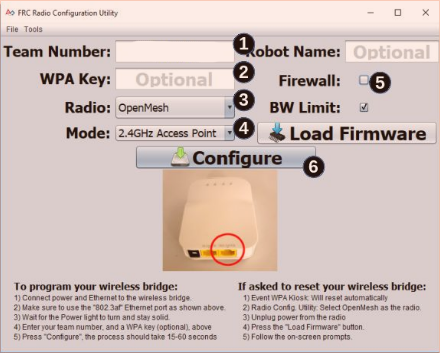 FRC Radio Configuration Utility
File Tools
Team Number: 1 Robot Name: Optional
WPA Key: Optional 2 Firewall: 5
Radio: OpenMesh 3 BW Limit:
Mode: 2.4GHz Access Point 4 Load Firmware
Configure 6
To program your wireless bridge:
1) Connect power and Ethernet to the wireless bridge.
2) Make sure to use the "802.3af" Ethernet port as shown above.
3) Wait for the Power light to turn and stay solid.
4) Enter your team number, and a WPA key (optional), above
5) Press "Configure", the process should take 15-60 seconds
If asked to reset your wireless bridge:
1) Event WPA Kiosk: Will reset automatically
2) Radio Config. Utility: Select OpenMesh as the radio.
3) Unplug power from the radio
4) Press the "Load Firmware" button.
5) Follow the on-screen prompts.